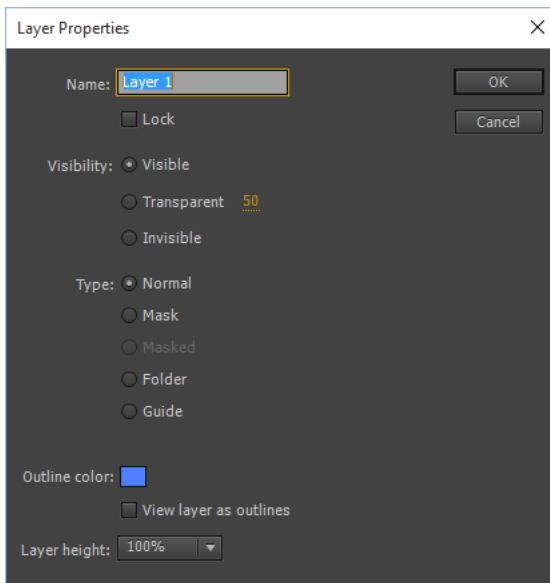 Layer Properties
Name: Layer 1
OK
Lock
Cancel
Visibility: Visible
Transparent 50
Invisible
Type: Normal
Mask
Masked
Folder
Guide
Outline color:
View layer as outlines
Layer height: 100%